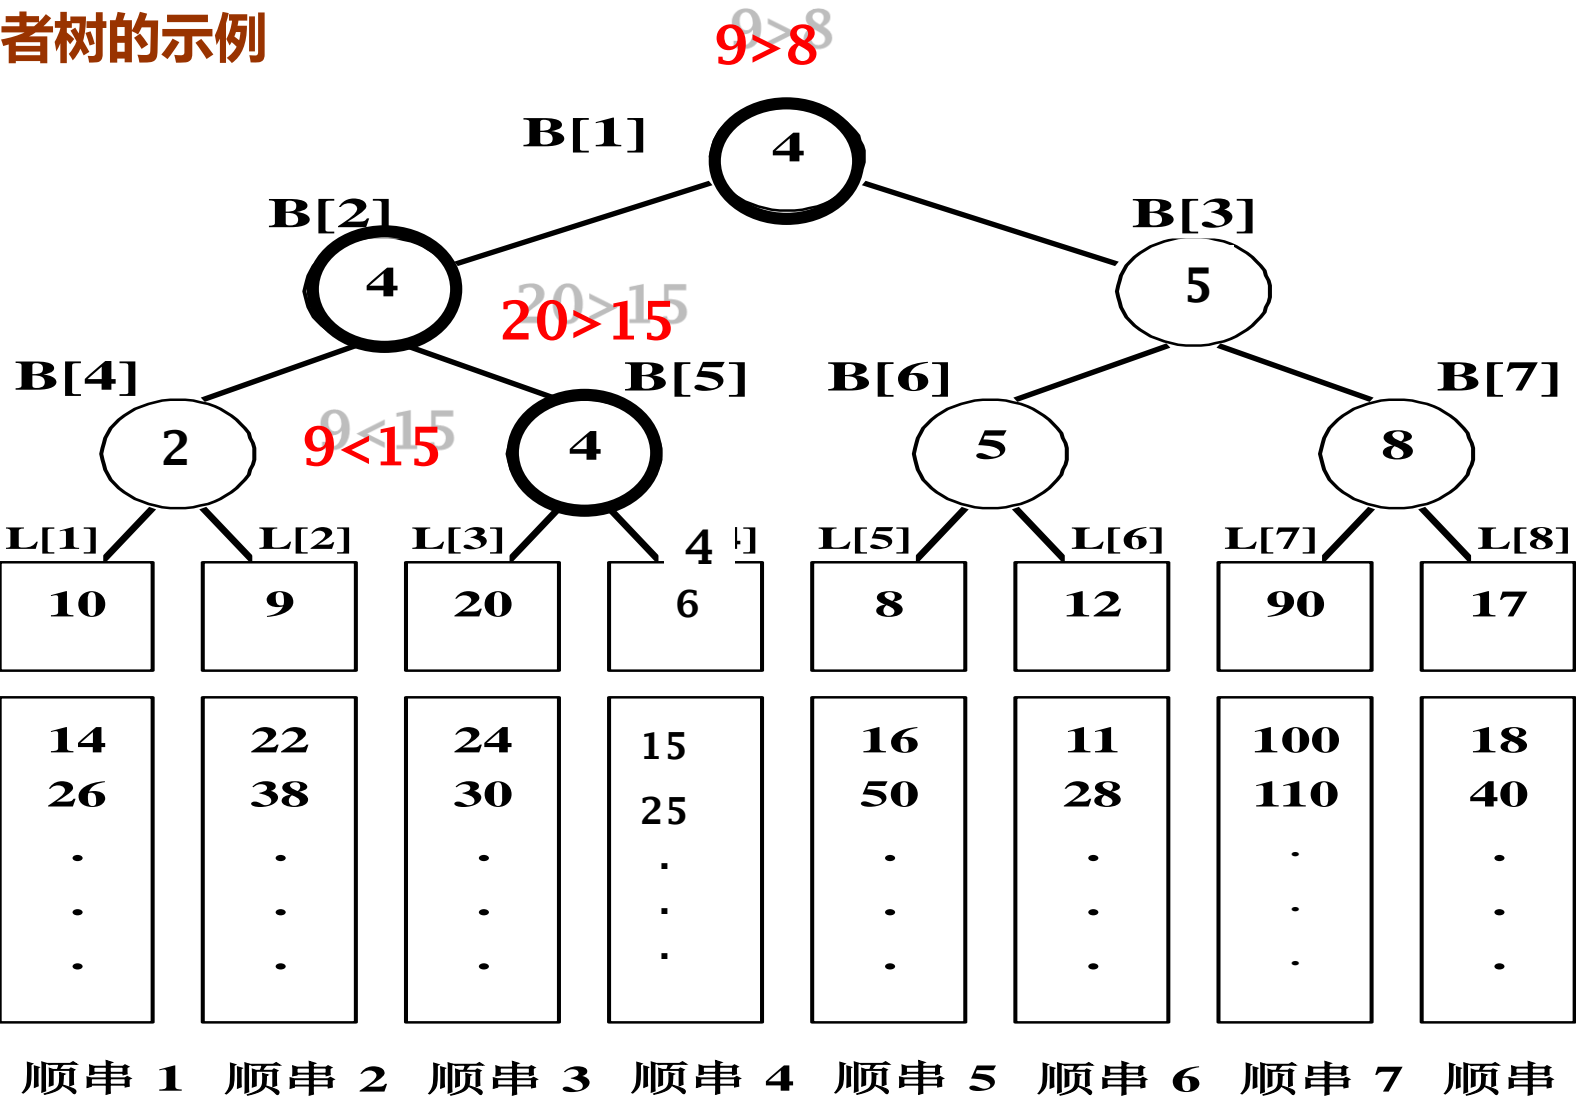 者树的示例
9>8
B[1]
4
B[2]
B[3]
4
5
20>15
B[4]
B[5]
B[6]
B[7]
2
9<15
4
5
8
L[1] L[2] L[3] 4 ] L[5] L[6] L[7] L[8]
10 9 20 6 8 12 90 17
14 22 24 15 16 11 100 18
26 38 30 25 50 28 110 40
. . . . . . . .
. . . . . . . .
. . . . . . . .
顺串 1 顺串 2 顺串 3 顺串 4 顺串 5 顺串 6 顺串 7 顺串